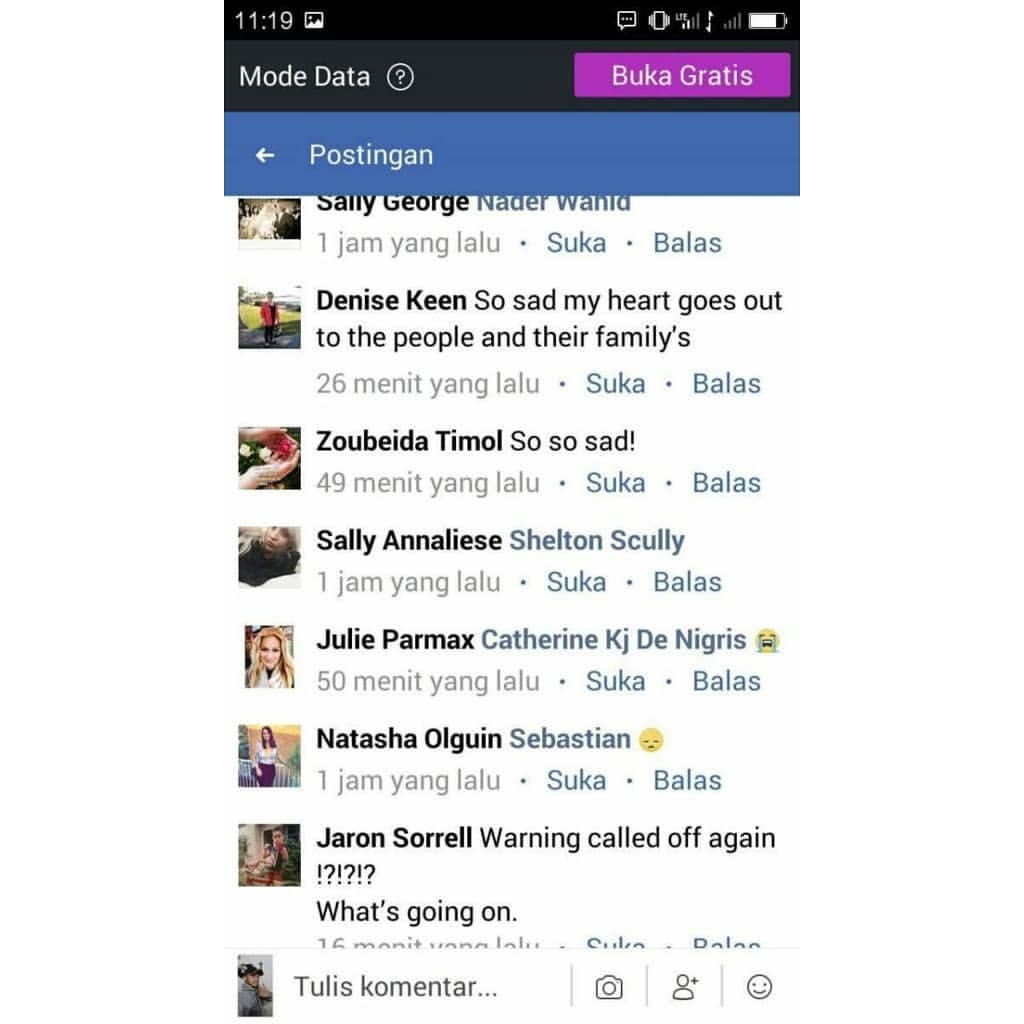 11:19
Mode Data ? Buka Gratis
Postingan
Sally George Nader Wahid
1 jam yang lalu · Suka · Balas
Denise Keen So sad my heart goes out
to the people and their family's
26 menit yang lalu · Suka · Balas
Zoubeida Timol So so sad!
49 menit yang lalu · Suka · Balas
Sally Annaliese Shelton Scully
1 jam yang lalu · Suka · Balas
Julie Parmax Catherine Kj De Nigris 😭
50 menit yang lalu · Suka · Balas
Natasha Olguin Sebastian 😞
1 jam yang lalu · Suka · Balas
Jaron Sorrell Warning called off again
!?!?!?
What's going on.
16 menit yang lalu · Suka · Balas
Tulis komentar...